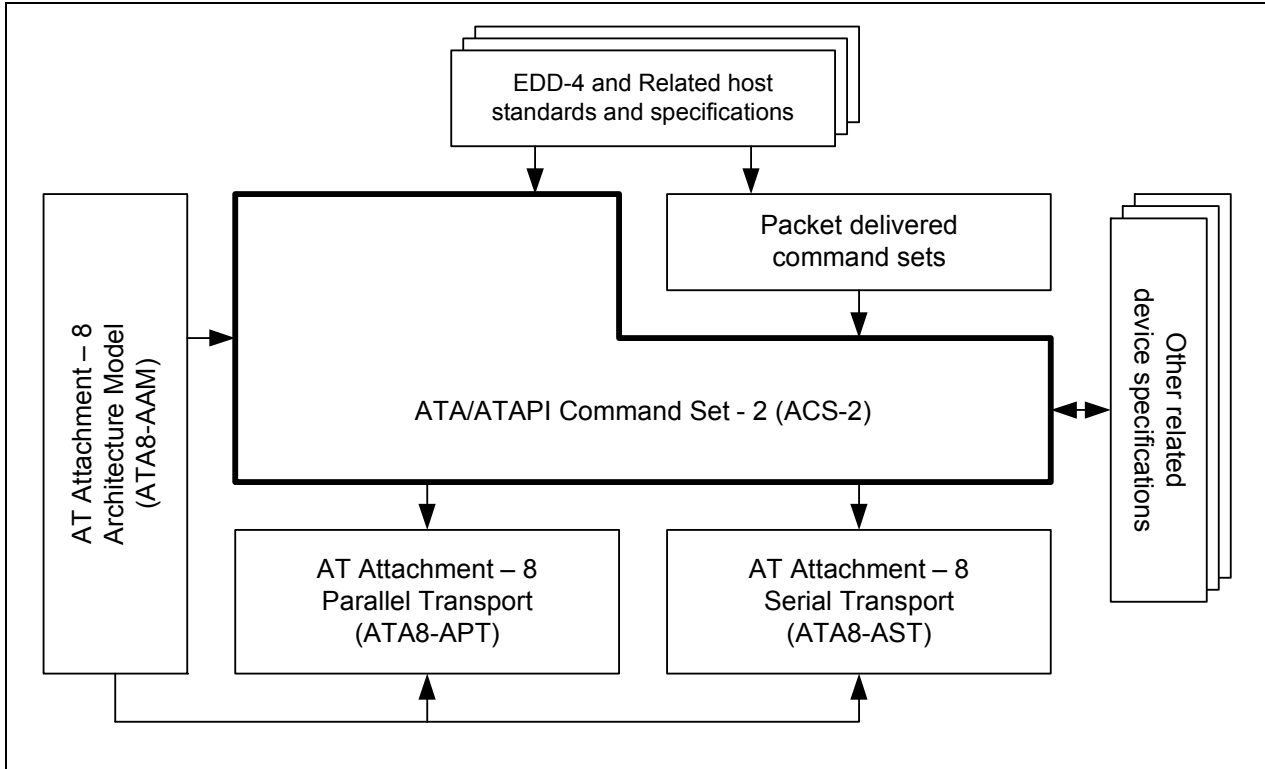 EDD-4 and Related host
standards and specifications
Packet delivered
command sets
AT Attachment – 8
Architecture Model
(ATA8-AAM)
ATA/ATAPI Command Set - 2 (ACS-2)
Other related
device specifications
AT Attachment – 8
Parallel Transport
(ATA8-APT)
AT Attachment – 8
Serial Transport
(ATA8-AST)